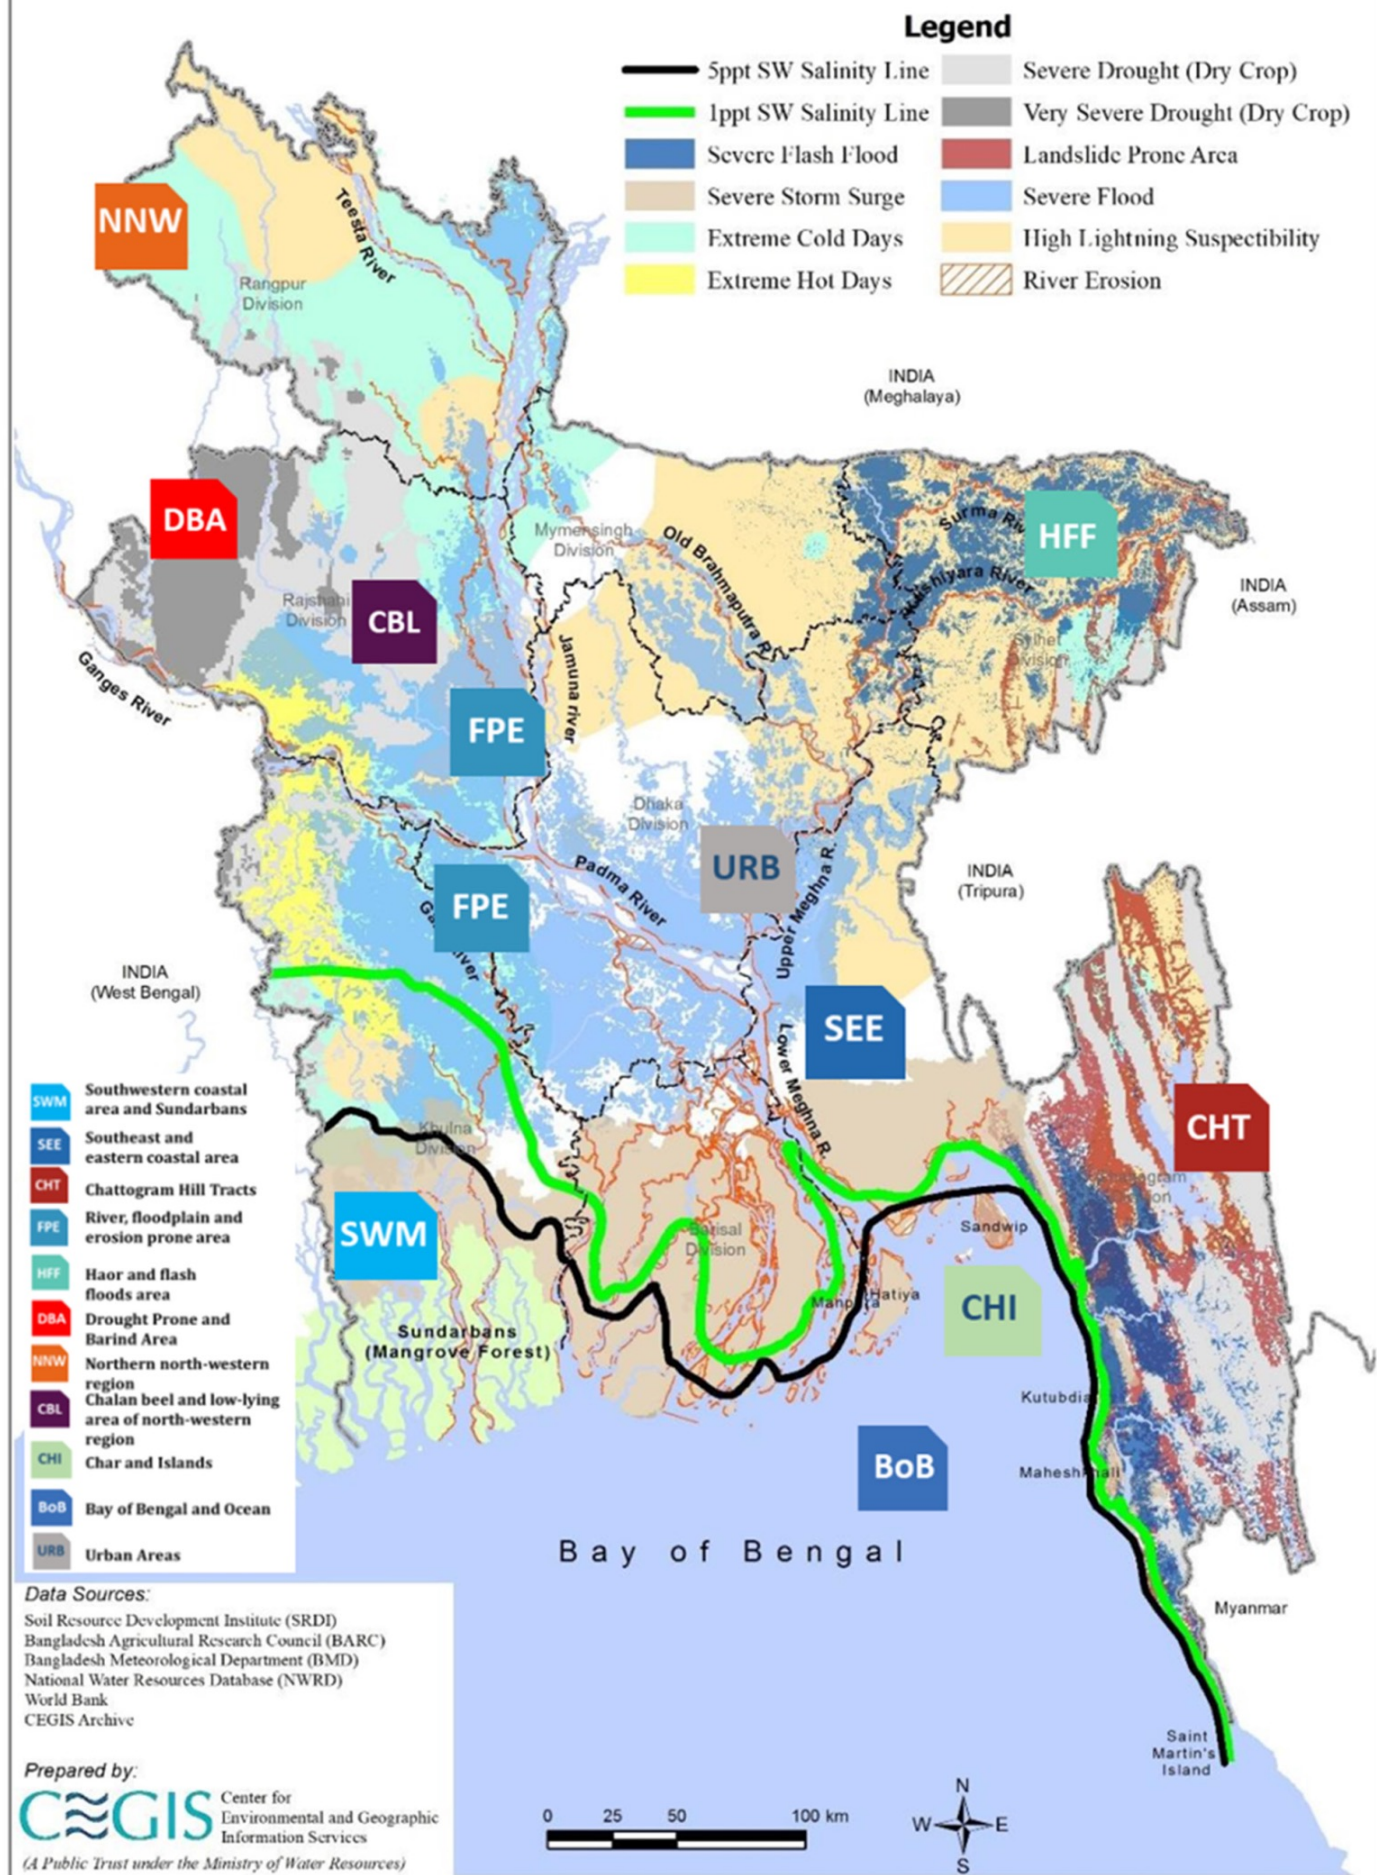 Legend
5ppt SW Salinity Line
1ppt SW Salinity Line
Severe Flash Flood
Severe Storm Surge
Extreme Cold Days
Extreme Hot Days
Severe Drought (Dry Crop)
Very Severe Drought (Dry Crop)
Landslide Prone Area
Severe Flood
High Lightning Suspectibility
River Erosion
NNW
Teesta River
Rangpur
Division
INDIA
(Meghalaya)
DBA
HFF
Surma
Mymensingh
Division
Old Brahmaputra R.
River
INDIA
(Assam)
Rajshahi
Division
CBL
Sylhet
Division
Jamuna river
Ganges River
FPE
Dhaka
Division
URB
INDIA
(Tripura)
Padma River
Upper Meghna R.
FPE
INDIA
(West Bengal)
SEE
Lower Meghna R.
CHT
Khulna
Division
SWM
Barisal
Division
Sandwip
Hatiya
CHI
Sundarbans
(Mangrove Forest)
Kutubdia
BoB
Maheshkhali
Bay of Bengal
Myanmar
Saint
Martin's
Island
SWM Southwestern coastal
area and Sundarbans
SEE Southeast and
eastern coastal area
CHT Chattogram Hill Tracts
FPE River, floodplain and
erosion prone area
HFF Haor and flash
floods area
DBA Drought Prone and
Barind Area
NNW Northern north-western
region
CBL Chalan beel and low-lying
area of north-western
region
CHI Char and Islands
BoB Bay of Bengal and Ocean
URB Urban Areas
Data Sources:
Soil Resource Development Institute (SRDI)
Bangladesh Agricultural Research Council (BARC)
Bangladesh Meteorological Department (BMD)
National Water Resources Database (NWRD)
World Bank
CEGIS Archive
Prepared by:
CEGIS
Center for
Environmental and Geographic
Information Services
(A Public Trust under the Ministry of Water Resources)
0 25 50 100 km
N
W E
S